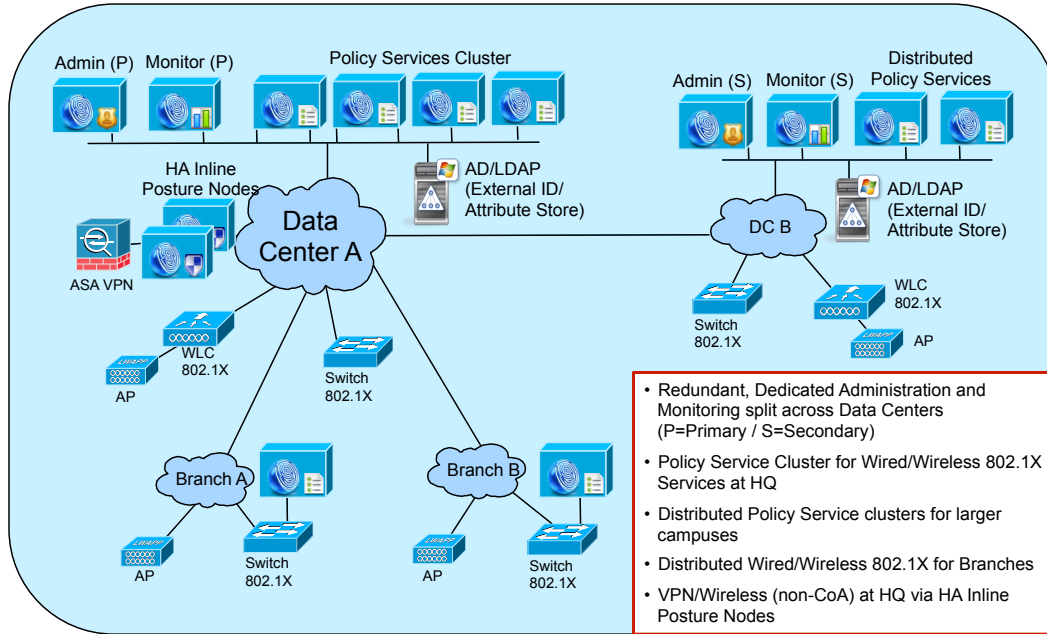 Admin (P)
Monitor (P)
Policy Services Cluster
Admin (S)
Monitor (S)
Distributed
Policy Services
HA Inline
Posture Nodes
AD/LDAP
(External ID/
Attribute Store)
AD/LDAP
(External ID/
Attribute Store)
Data
Center A
DC B
ASA VPN
WLC
802.1X
LWAPP
AP
Switch
802.1X
Switch
802.1X
WLC
802.1X
LWAPP
AP
Branch A
LWAPP
AP
Switch
802.1X
Branch B
LWAPP
AP
Switch
802.1X
• Redundant, Dedicated Administration and
Monitoring split across Data Centers
(P=Primary / S=Secondary)
• Policy Service Cluster for Wired/Wireless 802.1X
Services at HQ
• Distributed Policy Service clusters for larger
campuses
• Distributed Wired/Wireless 802.1X for Branches
• VPN/Wireless (non-CoA) at HQ via HA Inline
Posture Nodes